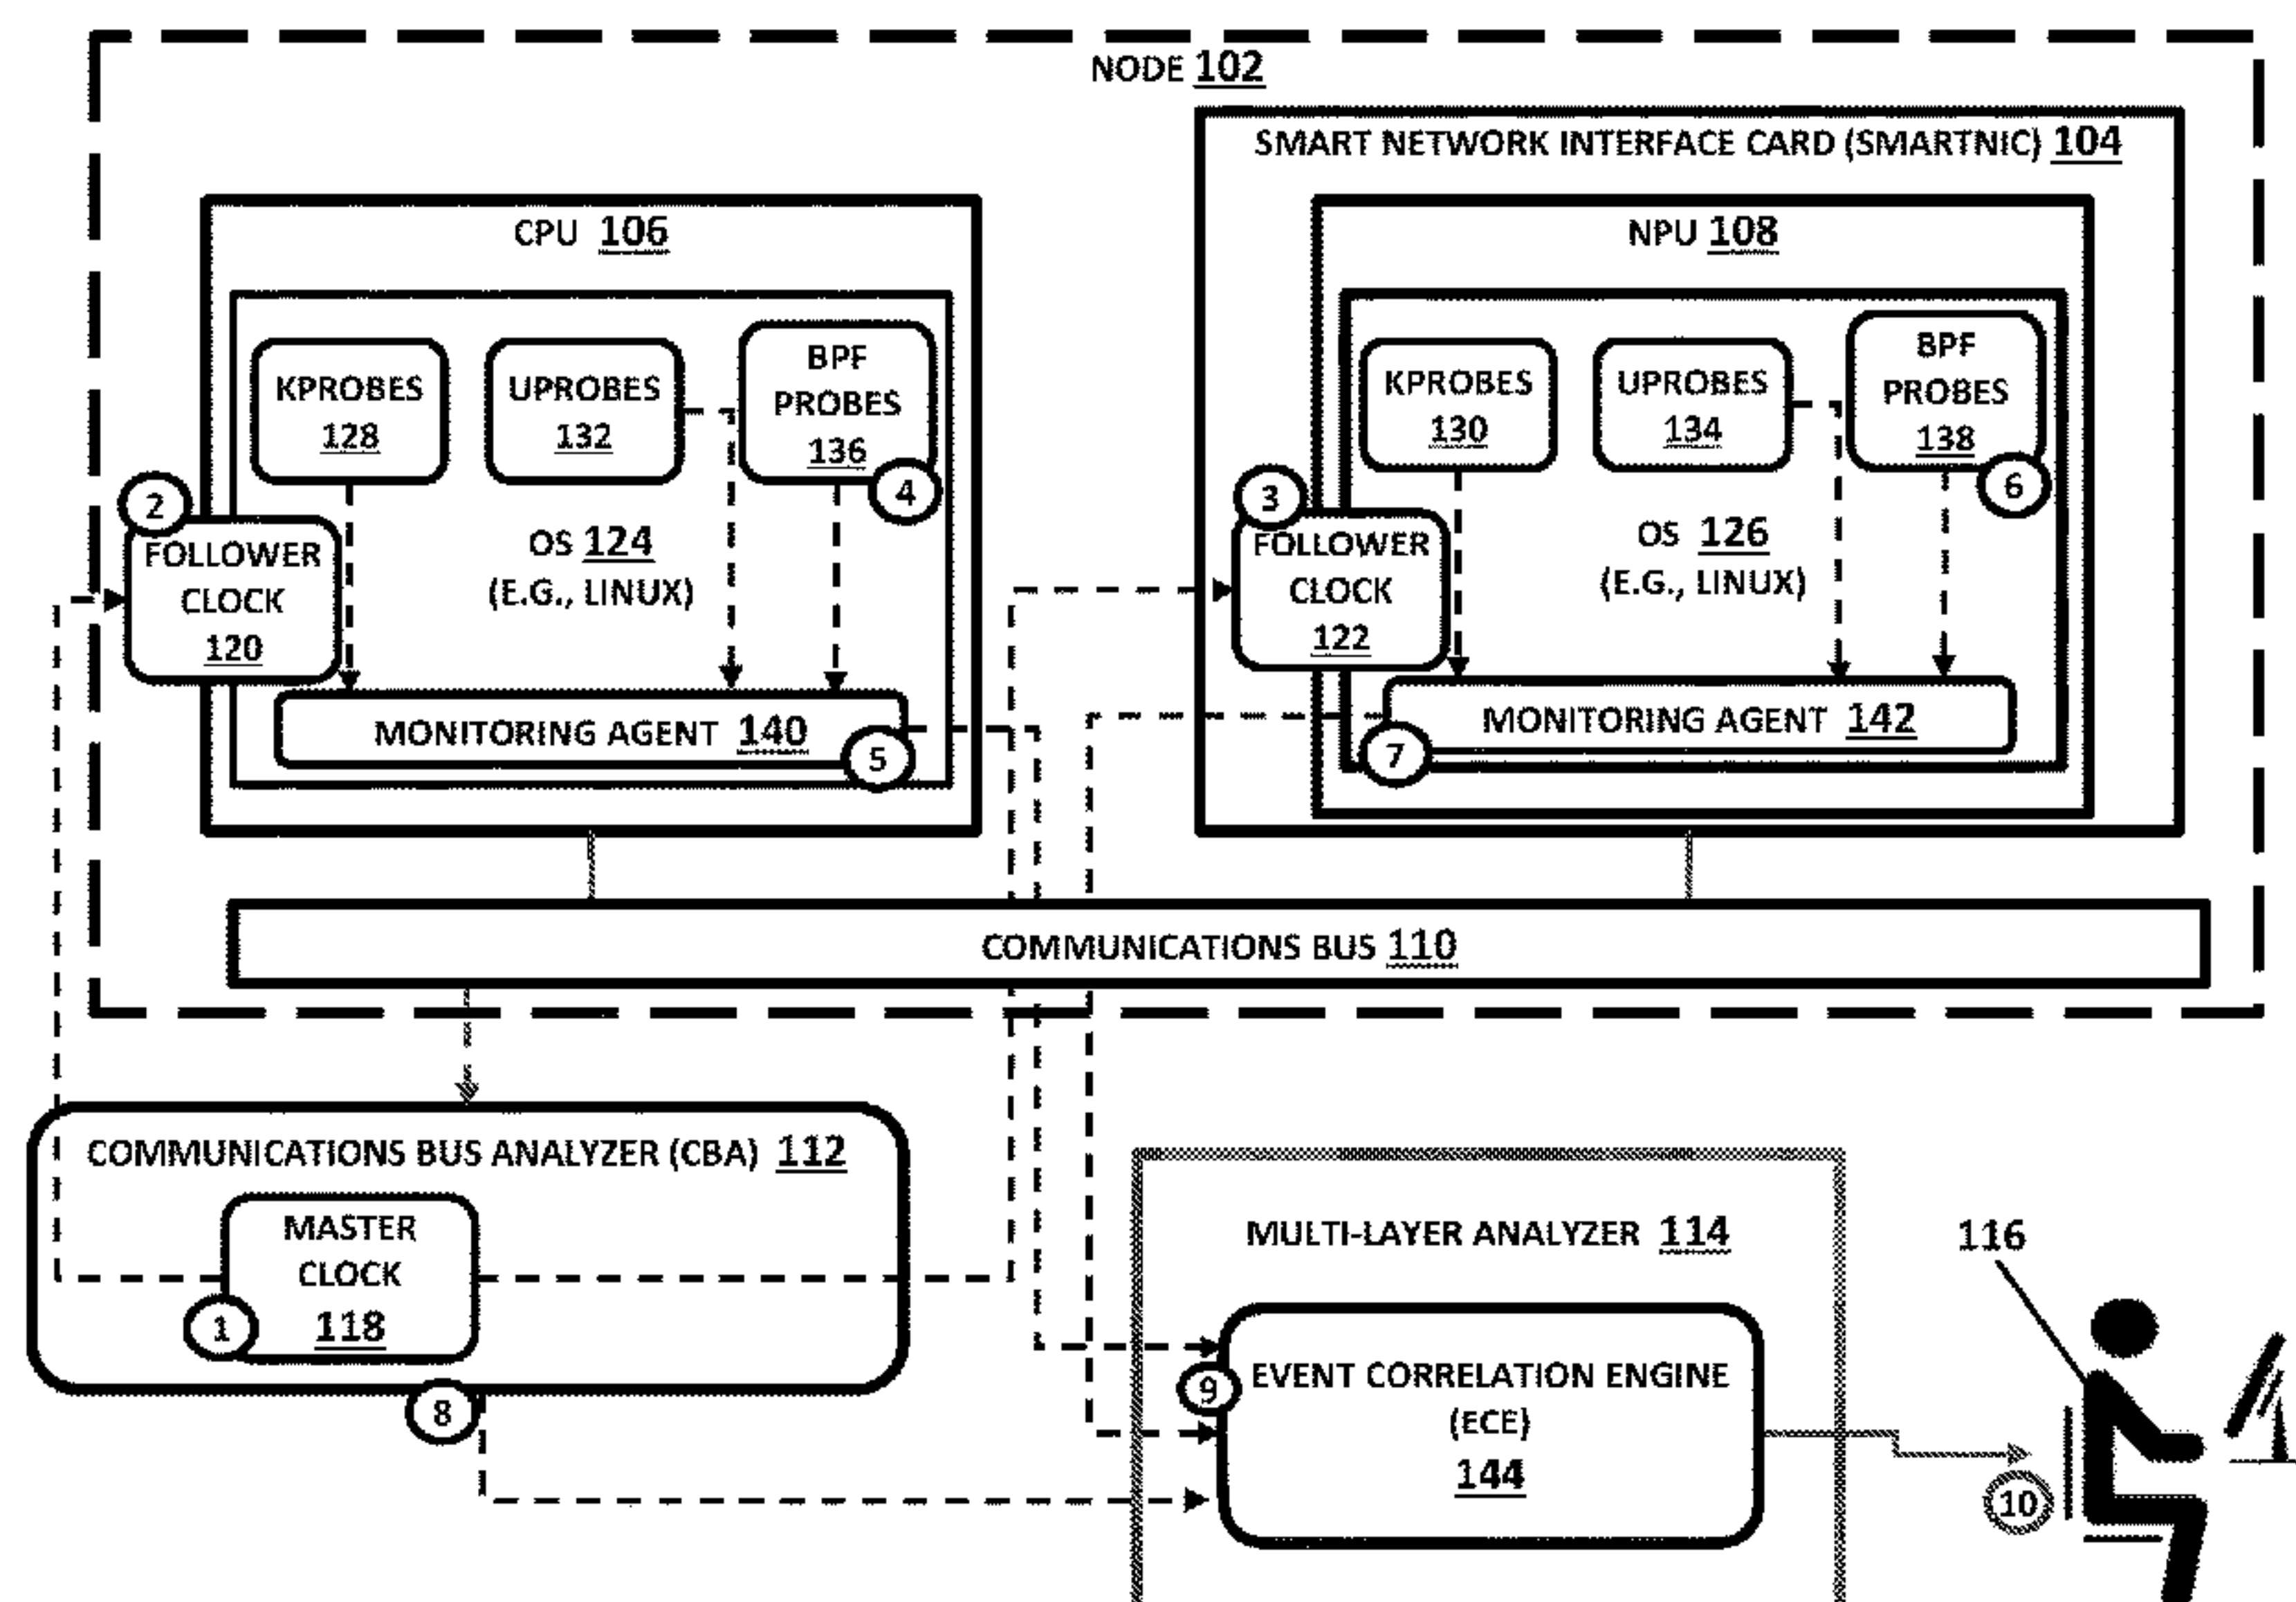 NODE 102
SMART NETWORK INTERFACE CARD (SMARTNIC) 104
CPU 106
NPU 108
KPROBES
128
UPROBES
132
BPF
PROBES
136
4
KPROBES
130
UPROBES
134
BPF
PROBES
138
6
2
FOLLOWER
CLOCK
120
OS 124
(E.G., LINUX)
3
FOLLOWER
CLOCK
122
OS 126
(E.G., LINUX)
MONITORING AGENT 140
5
MONITORING AGENT 142
7
COMMUNICATIONS BUS 110
COMMUNICATIONS BUS ANALYZER (CBA) 112
MASTER
CLOCK
118
1
8
MULTI-LAYER ANALYZER 114
9
EVENT CORRELATION ENGINE
(ECE)
144
116
10